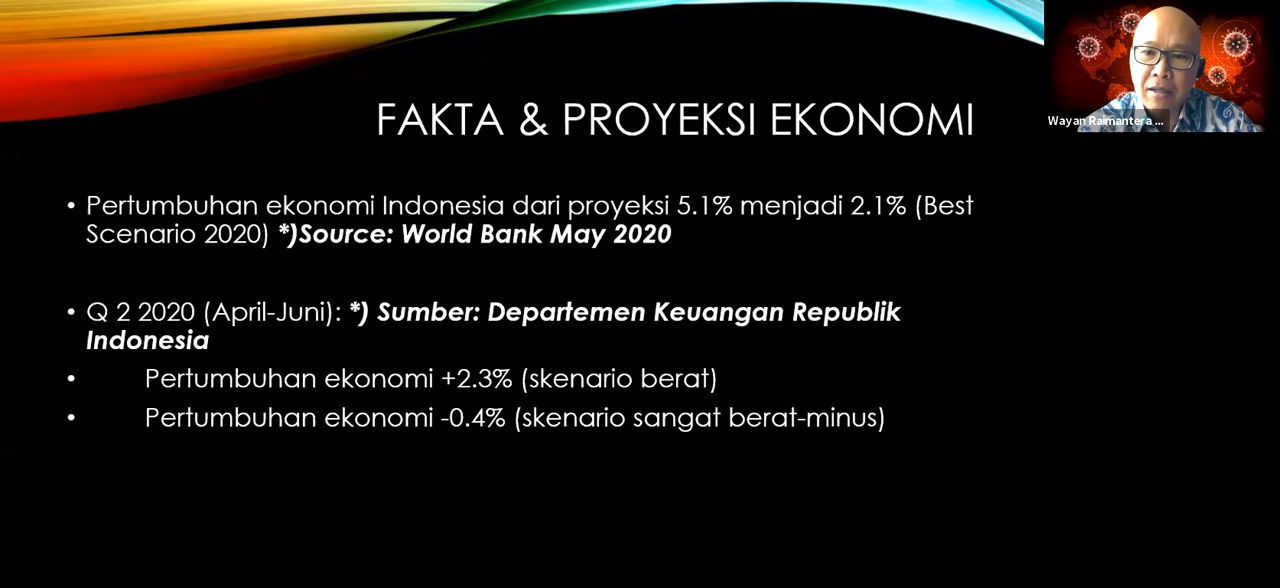 FAKTA & PROYEKSI EKONOMI
• Pertumbuhan ekonomi Indonesia dari proyeksi 5.1% menjadi 2.1% (Best
Scenario 2020) *)Source: World Bank May 2020
• Q 2 2020 (April-Juni): *) Sumber: Departemen Keuangan Republik
Indonesia
• Pertumbuhan ekonomi +2.3% (skenario berat)
• Pertumbuhan ekonomi -0.4% (skenario sangat berat-minus)
Wayan Raimantera ...